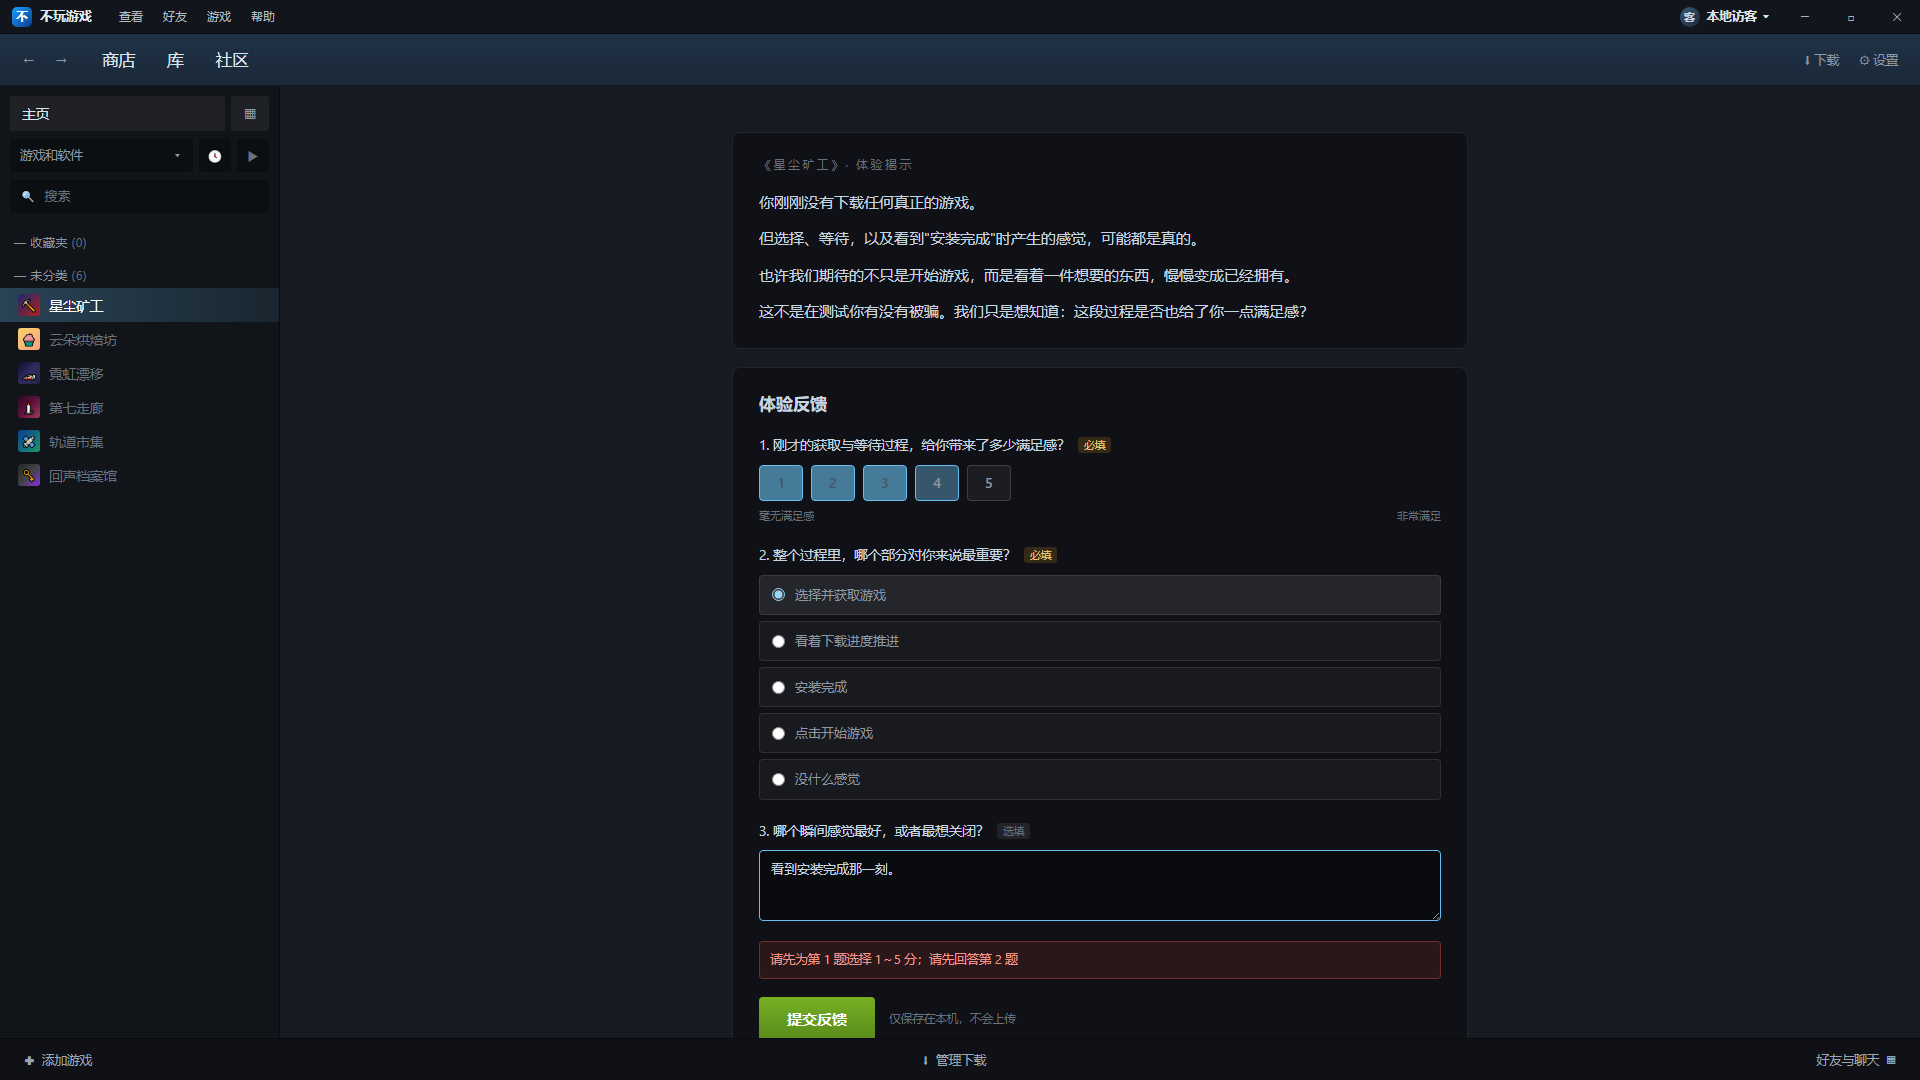 不 不玩游戏 查看 好友 游戏 帮助 客 本地访客
← → 商店 库 社区 下载 设置
主页
游戏和软件
搜索
— 收藏夹 (0)
— 未分类 (6)
星尘矿工
云朵烘焙坊
霓虹漂移
第七走廊
轨道市集
回声档案馆
《星尘矿工》· 体验揭示
你刚刚没有下载任何真正的游戏。
但选择、等待，以及看到"安装完成"时产生的感觉，可能都是真的。
也许我们期待的不只是开始游戏，而是看着一件想要的东西，慢慢变成已经拥有。
这不是在测试你有没有被骗。我们只是想知道：这段过程是否也给了你一点满足感？
体验反馈
1. 刚才的获取与等待过程，给你带来了多少满足感？ 必填
1 2 3 4 5
毫无满足感 非常满足
2. 整个过程里，哪个部分对你来说最重要？ 必填
选择并获取游戏
看着下载进度推进
安装完成
点击开始游戏
没什么感觉
3. 哪个瞬间感觉最好，或者最想关闭？ 选填
看到安装完成那一刻。
请先为第 1 题选择 1～5 分；请先回答第 2 题
提交反馈 仅保存在本机，不会上传
添加游戏 管理下载 好友与聊天